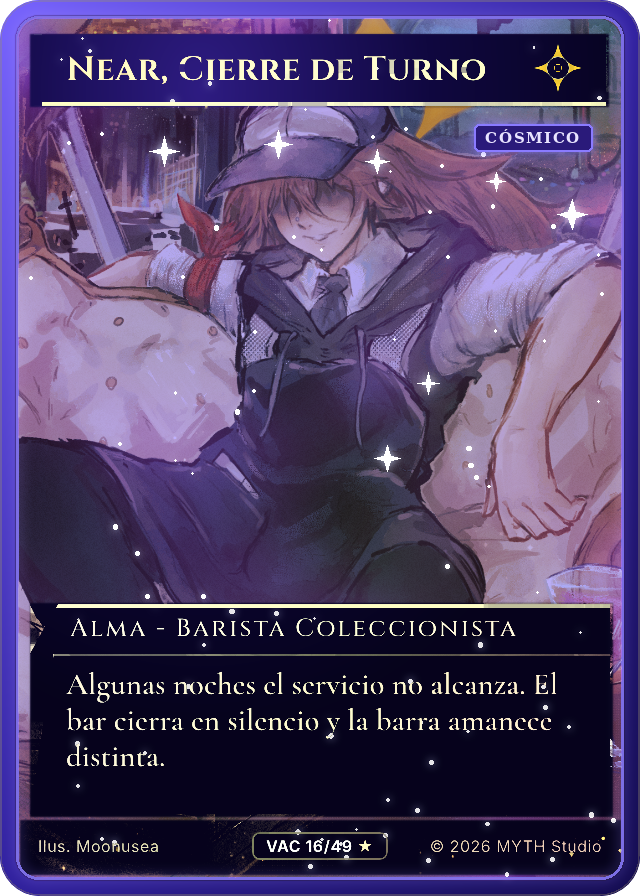 Near, Cierre de Turno
CÓSMICO
Alma - Barista Coleccionista
Algunas noches el servicio no alcanza. El
bar cierra en silencio y la barra amanece
distinta.
Ilus. Moonusea
VAC 16/49 ★
© 2026 MYTH Studio